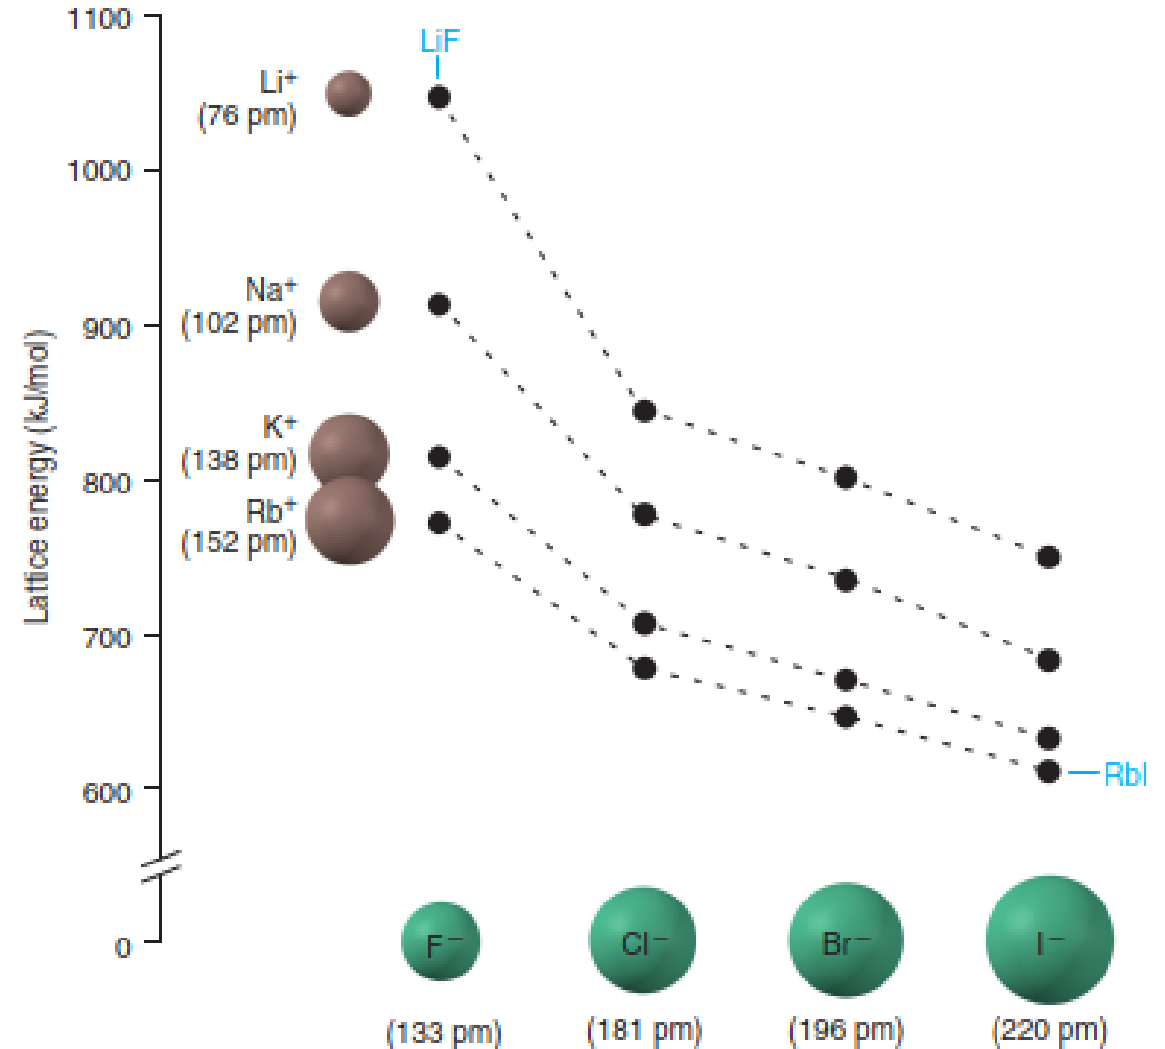 1100
LiF
Li⁺
(76 pm)
1000
Na⁺
(102 pm)
900
K⁺
(138 pm)
800
Rb⁺
(152 pm)
Lattice energy (kJ/mol)
700
600
RbI
0
F⁻
Cl⁻
Br⁻
I⁻
(133 pm)
(181 pm)
(196 pm)
(220 pm)